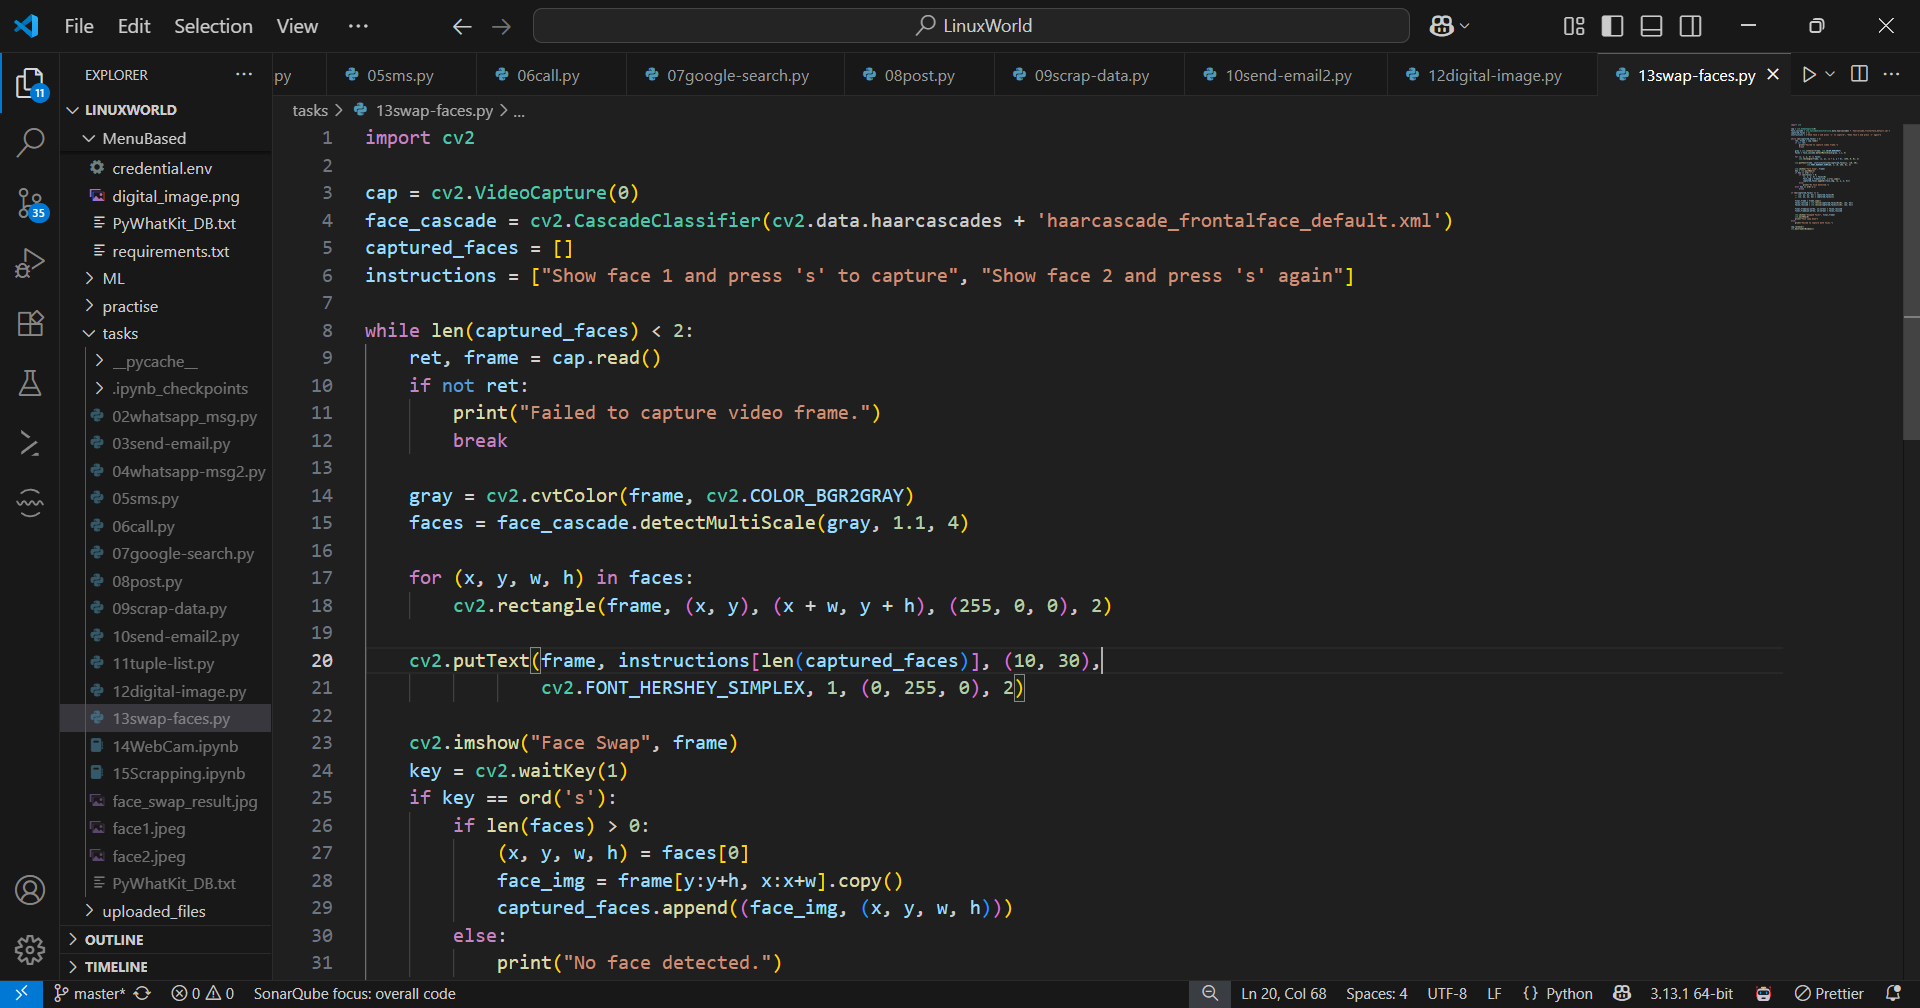 File Edit Selection View ··· LinuxWorld
EXPLORER ···
py 05sms.py 06call.py 07google-search.py 08post.py 09scrap-data.py 10send-email2.py 12digital-image.py 13swap-faces.py ···
11
35
LINUXWORLD
MenuBased
credential.env
digital_image.png
PyWhatKit_DB.txt
requirements.txt
ML
practise
tasks
__pycache__
.ipynb_checkpoints
02whatsapp_msg.py
03send-email.py
04whatsapp-msg2.py
05sms.py
06call.py
07google-search.py
08post.py
09scrap-data.py
10send-email2.py
11tuple-list.py
12digital-image.py
13swap-faces.py
14WebCam.ipynb
15Scrapping.ipynb
face_swap_result.jpg
face1.jpeg
face2.jpeg
PyWhatKit_DB.txt
uploaded_files
OUTLINE
TIMELINE
tasks > 13swap-faces.py > ...
1 import cv2
2
3 cap = cv2.VideoCapture(0)
4 face_cascade = cv2.CascadeClassifier(cv2.data.haarcascades + 'haarcascade_frontalface_default.xml')
5 captured_faces = []
6 instructions = ["Show face 1 and press 's' to capture", "Show face 2 and press 's' again"]
7
8 while len(captured_faces) < 2:
9     ret, frame = cap.read()
10     if not ret:
11         print("Failed to capture video frame.")
12         break
13
14     gray = cv2.cvtColor(frame, cv2.COLOR_BGR2GRAY)
15     faces = face_cascade.detectMultiScale(gray, 1.1, 4)
16
17     for (x, y, w, h) in faces:
18         cv2.rectangle(frame, (x, y), (x + w, y + h), (255, 0, 0), 2)
19
20     cv2.putText(frame, instructions[len(captured_faces)], (10, 30),
21                 cv2.FONT_HERSHEY_SIMPLEX, 1, (0, 255, 0), 2)
22
23     cv2.imshow("Face Swap", frame)
24     key = cv2.waitKey(1)
25     if key == ord('s'):
26         if len(faces) > 0:
27             (x, y, w, h) = faces[0]
28             face_img = frame[y:y+h, x:x+w].copy()
29             captured_faces.append((face_img, (x, y, w, h)))
30         else:
31             print("No face detected.")
master* 0 0 SonarQube focus: overall code Ln 20, Col 68 Spaces: 4 UTF-8 LF {} Python 3.13.1 64-bit Prettier